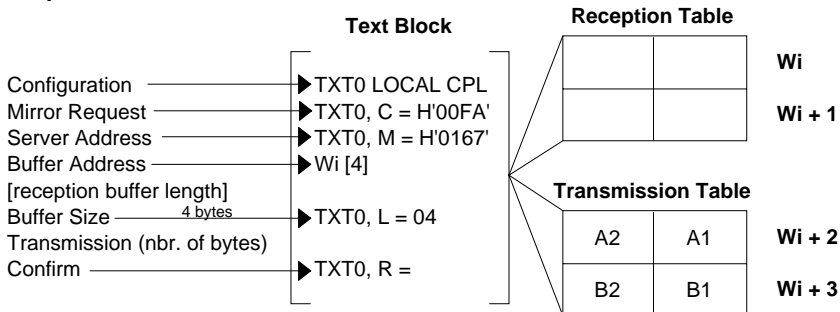 Text Block
Configuration TXT0 LOCAL CPL
Mirror Request TXT0, C = H'00FA'
Server Address TXT0, M = H'0167'
Buffer Address Wi [4]
[reception buffer length]
Buffer Size 4 bytes TXT0, L = 04
Transmission (nbr. of bytes)
Confirm TXT0, R =
Reception Table
Wi
Wi + 1
Transmission Table
A2 A1 Wi + 2
B2 B1 Wi + 3